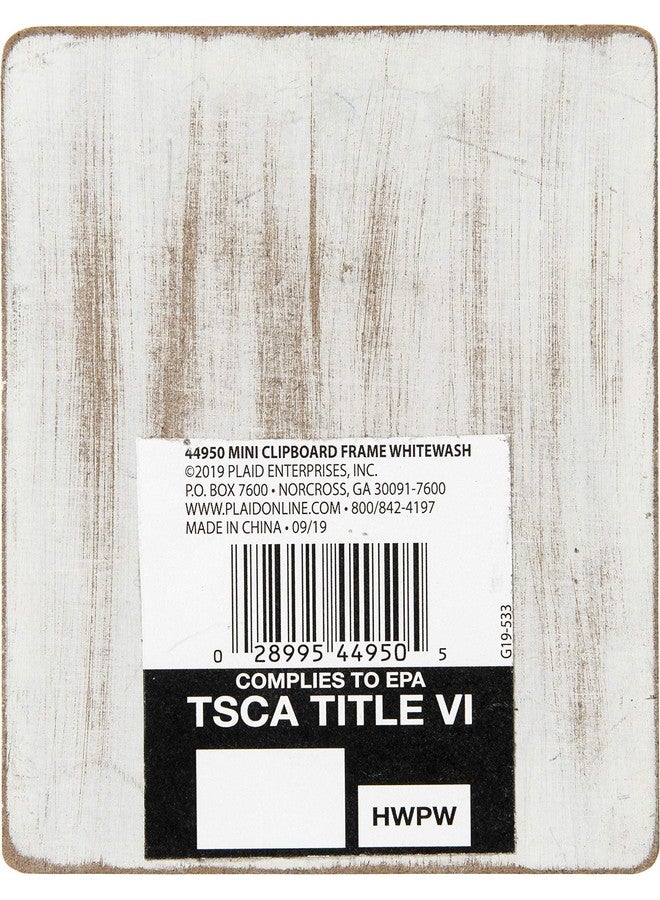 44950 MINI CLIPBOARD FRAME WHITEWASH
©2019 PLAID ENTERPRISES, INC.
P.O. BOX 7600 • NORCROSS, GA 30091-7600
WWW.PLAIDONLINE.COM • 800/842-4197
MADE IN CHINA • 09/19
0 28995 44950 5
G19-533
COMPLIES TO EPA
TSCA TITLE VI
HWPW